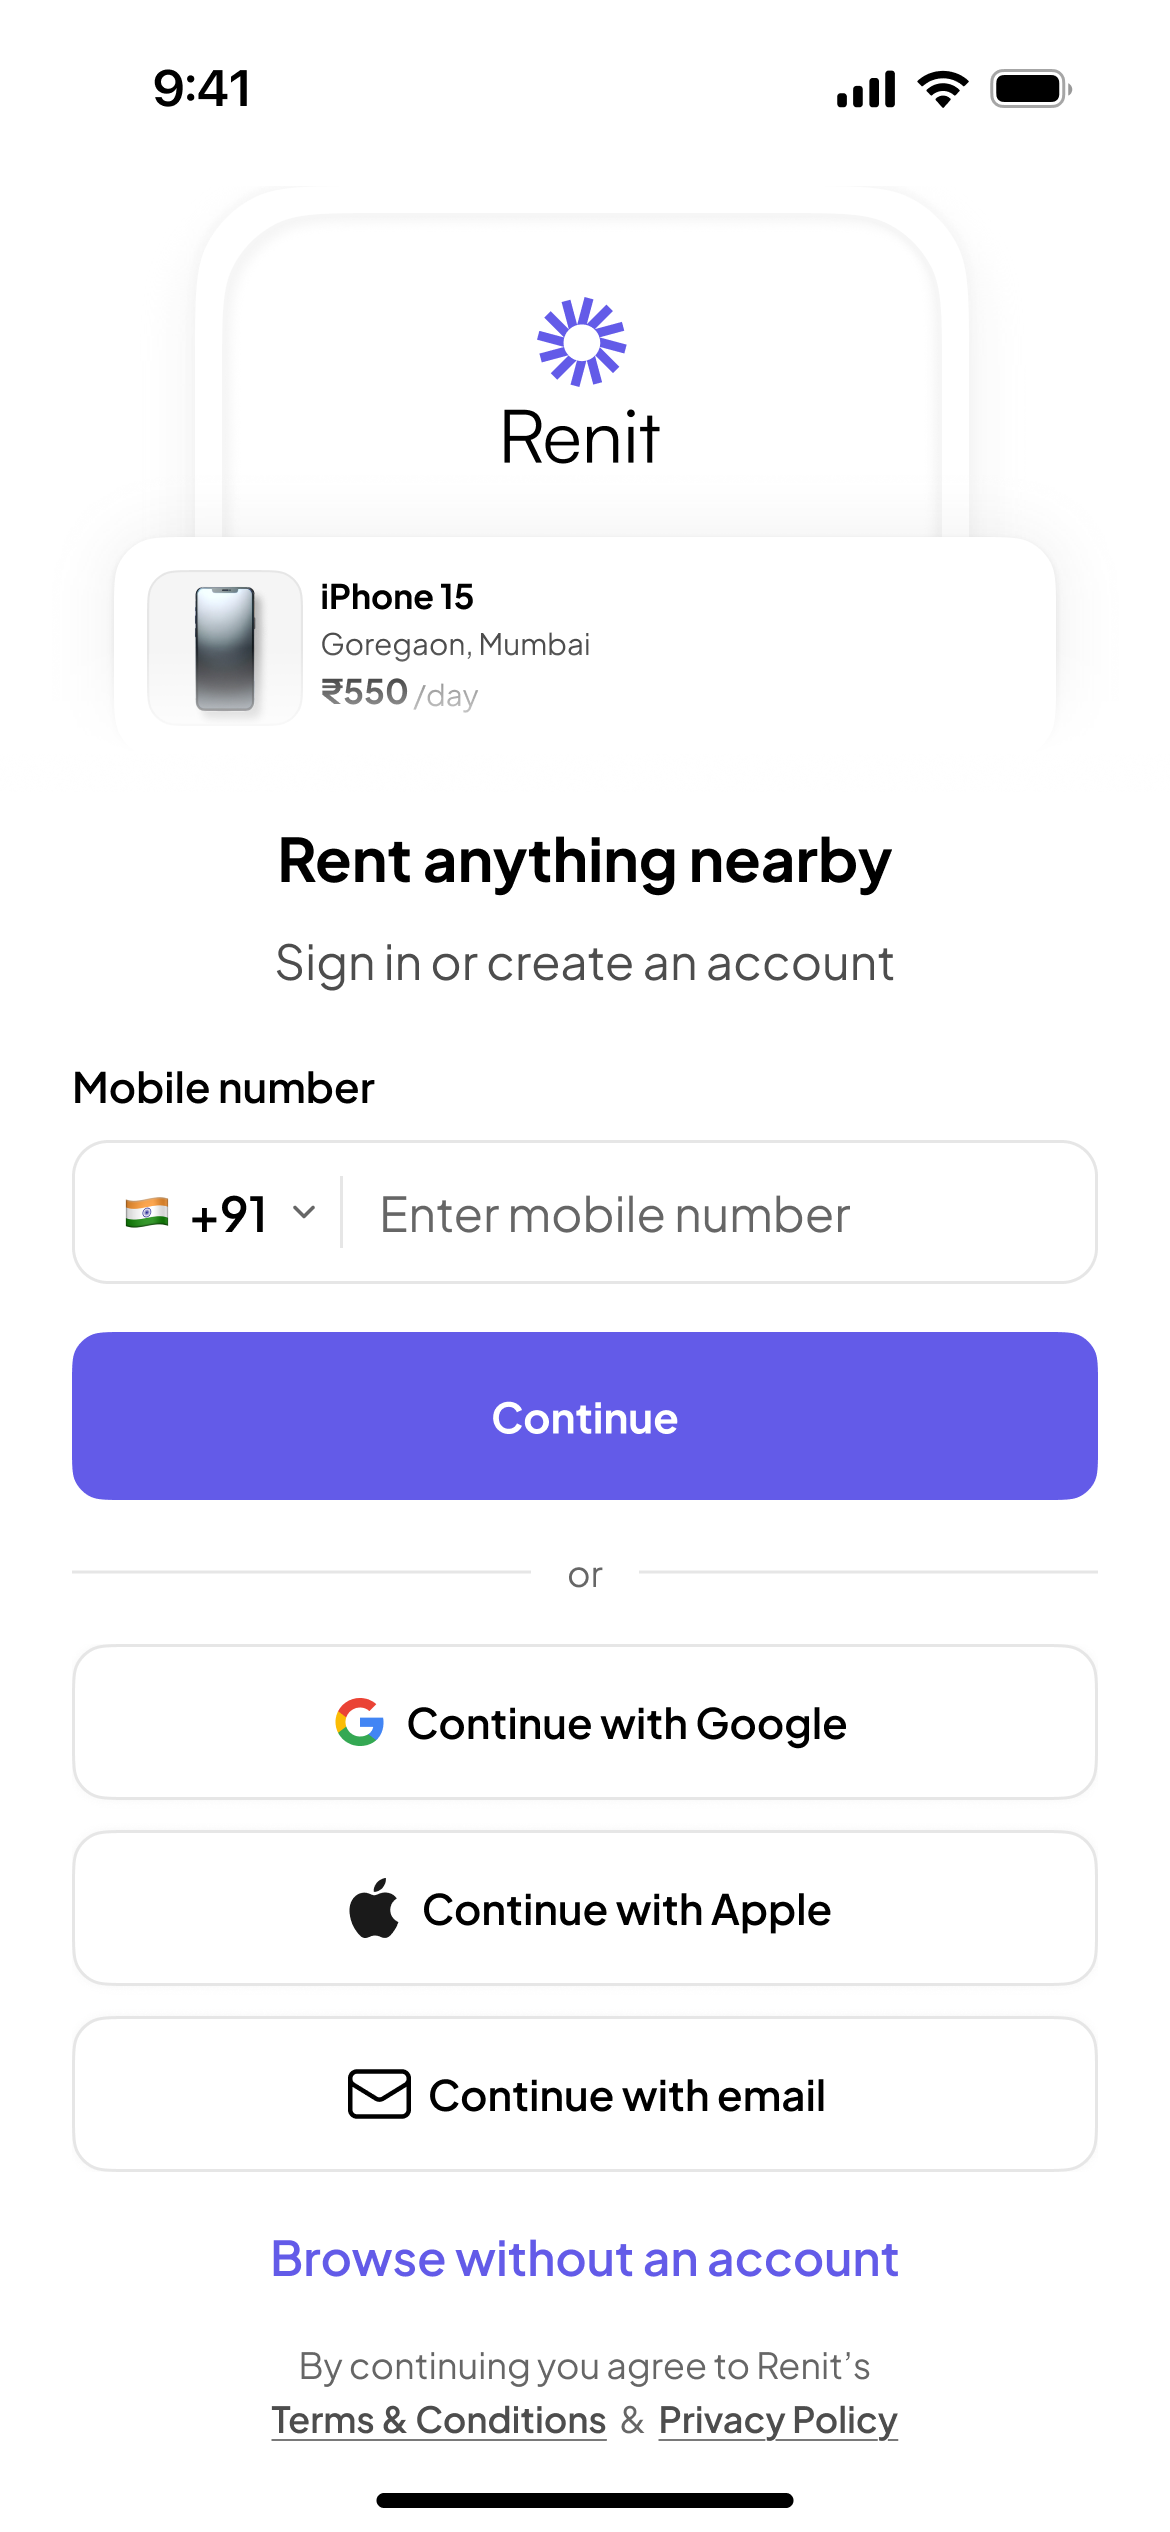 9:41
Renit
iPhone 15
Goregaon, Mumbai
₹550 /day
Rent anything nearby
Sign in or create an account
Mobile number
+91 Enter mobile number
Continue
or
Continue with Google
Continue with Apple
Continue with email
Browse without an account
By continuing you agree to Renit’s
Terms & Conditions & Privacy Policy